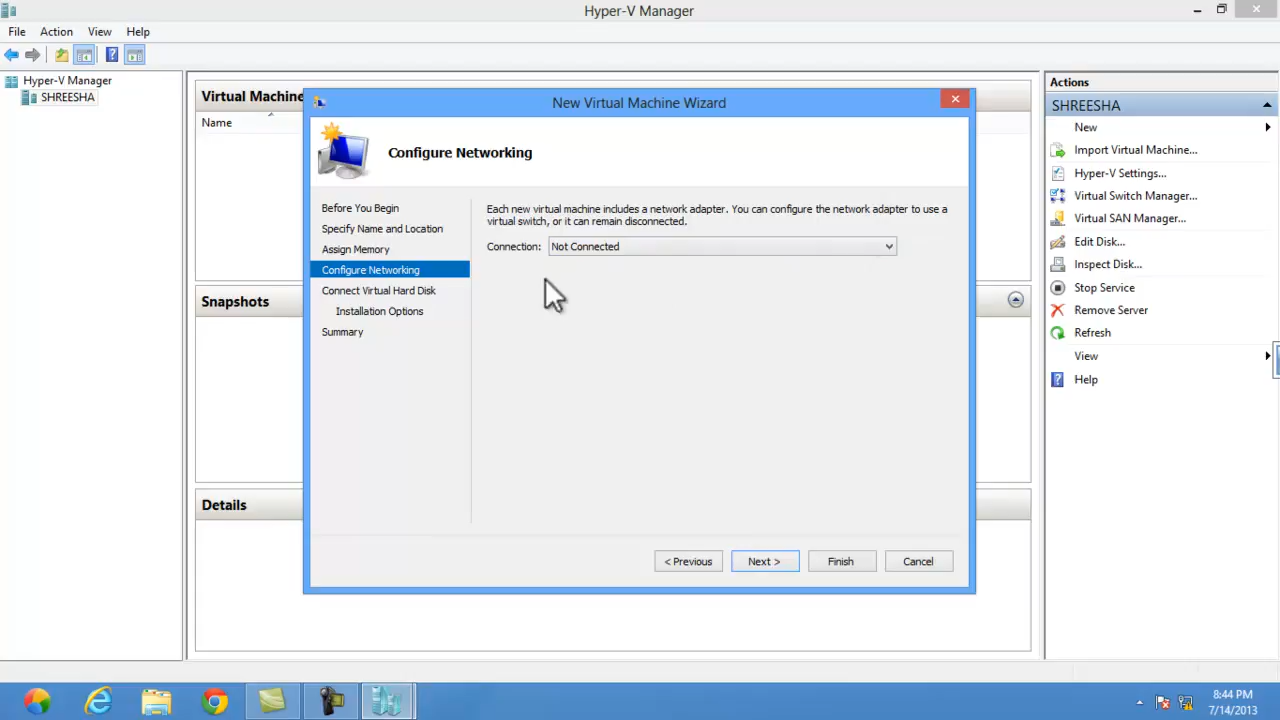 Hyper-V Manager
File Action View Help
Hyper-V Manager
SHREESHA
Virtual Machine
Name
Snapshots
Details
New Virtual Machine Wizard
Configure Networking
Before You Begin
Specify Name and Location
Assign Memory
Configure Networking
Connect Virtual Hard Disk
Installation Options
Summary
Each new virtual machine includes a network adapter. You can configure the network adapter to use a
virtual switch, or it can remain disconnected.
Connection: Not Connected
< Previous Next > Finish Cancel
Actions
SHREESHA
New
Import Virtual Machine...
Hyper-V Settings...
Virtual Switch Manager...
Virtual SAN Manager...
Edit Disk...
Inspect Disk...
Stop Service
Remove Server
Refresh
View
Help
8:44 PM
7/14/2013